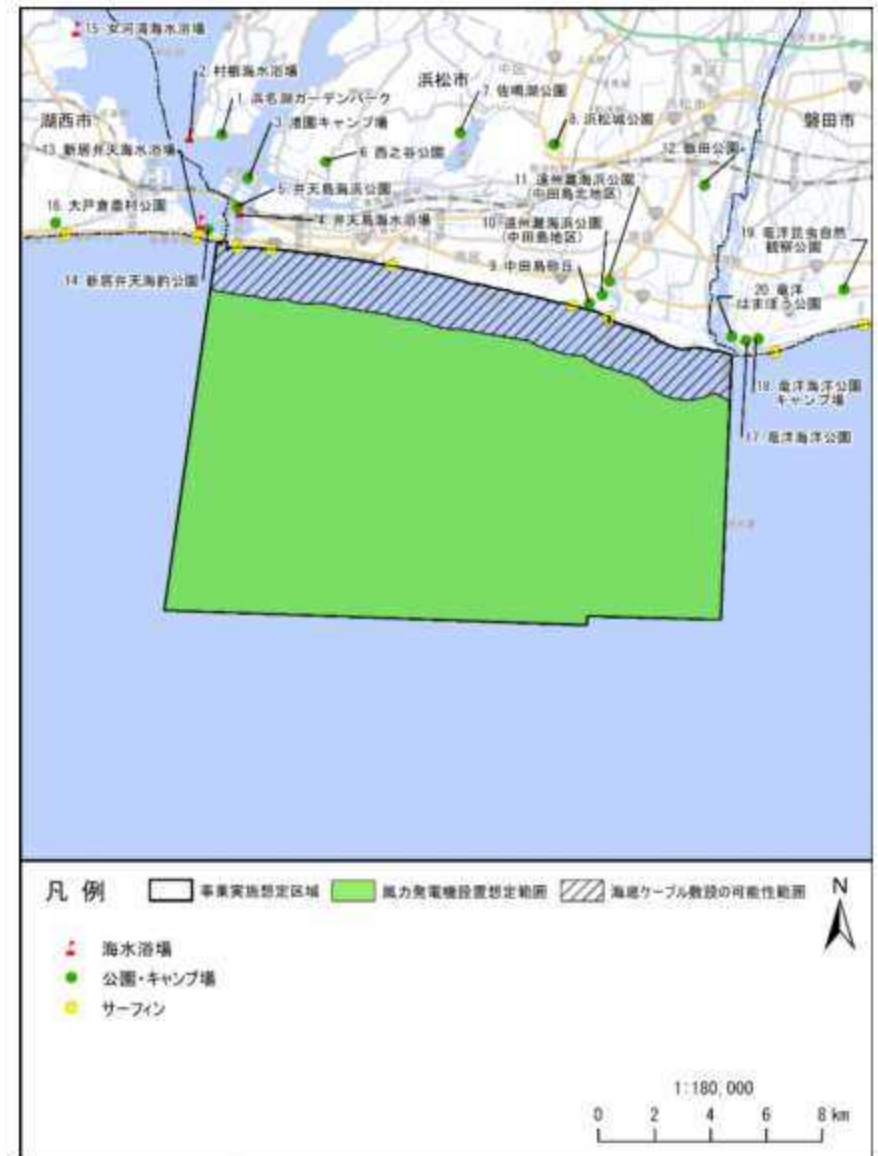 15. 女河浦海水浴場
2. 村櫛海水浴場
浜松市
中区
7. 佐鳴湖公園
1. 浜名湖ガーデンパーク
湖西市
3. 渚園キャンプ場
8. 浜松城公園
磐田市
13. 新居弁天海水浴場
6. 西之谷公園
12. 飯田公園
11. 遠州灘海浜公園
(中田島北地区)
5. 弁天島海浜公園
16. 大戸倉農村公園
4. 弁天島海水浴場
10. 遠州灘海浜公園
(中田島地区)
19. 竜洋昆虫自然
観察公園
9. 中田島砂丘
14. 新居弁天海釣公園
20. 竜洋
はまぼう公園
18. 竜洋海洋公園
キャンプ場
17. 竜洋海洋公園
凡 例
事業実施想定区域
風力発電機設置想定範囲
海底ケーブル敷設の可能性範囲
N
海水浴場
公園・キャンプ場
サーフィン
1:180,000
0 2 4 6 8 km